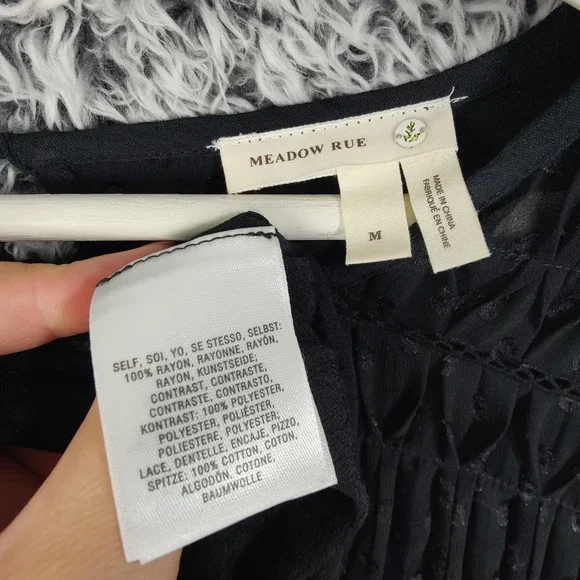 MEADOW RUE
M
MADE IN CHINA
FABRIQUÉ EN CHINE
SELF, SOI, YO, SE STESSO, SELBST:
100% RAYON, RAYONNE, RAYON,
RAYON, KUNSTSEIDE;
CONTRAST, CONTRASTE,
CONTRASTE, CONTRASTO,
KONTRAST: 100% POLYESTER,
POLYESTER, POLIÉSTER,
POLIESTERE, POLYESTER;
LACE, DENTELLE, ENCAJE, PIZZO,
SPITZE: 100% COTTON, COTON,
ALGODÓN, COTONE,
BAUMWOLLE